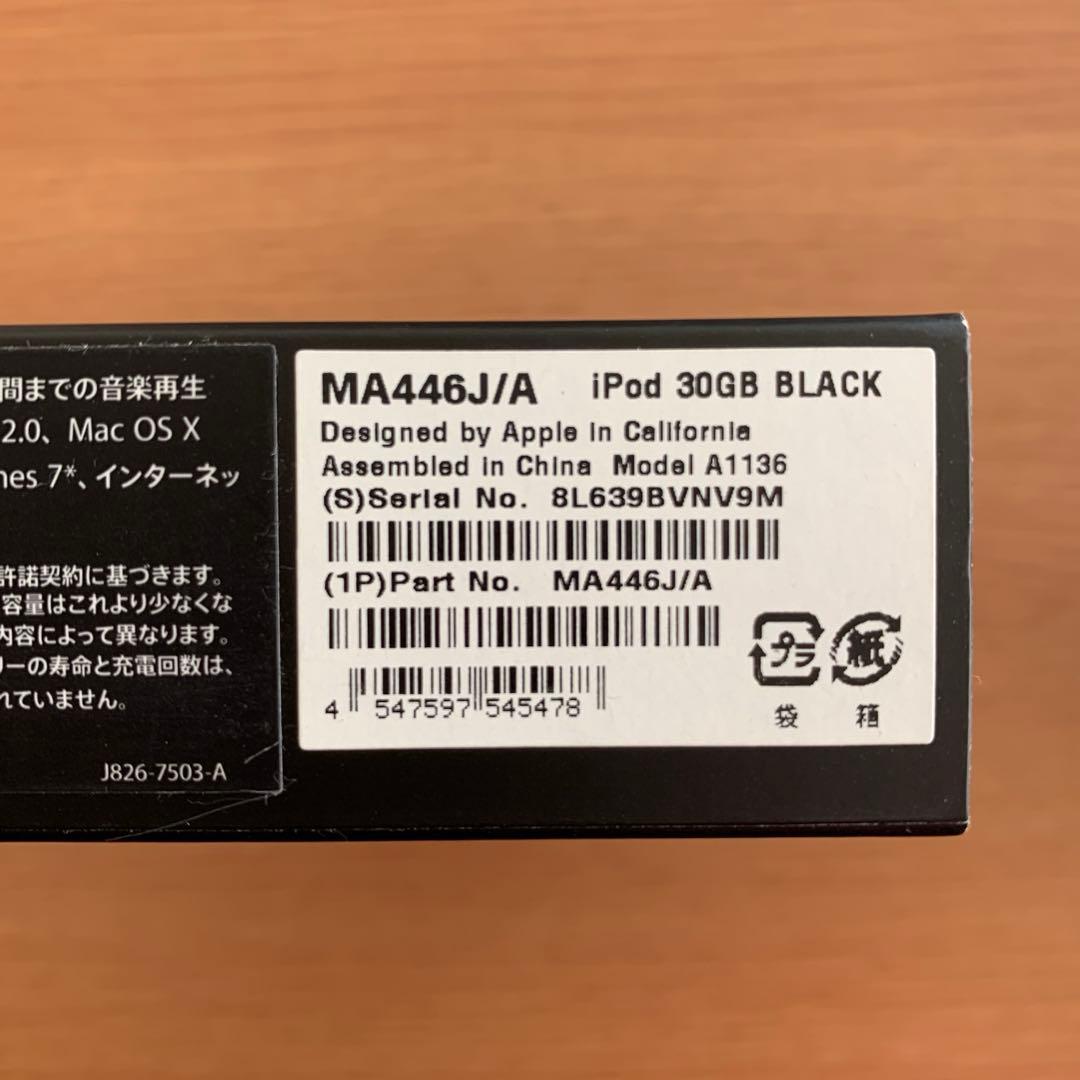 間までの音楽再生
2.0、Mac OS X
nes 7*、インターネッ
許諾契約に基づきます。
容量はこれより少なくな
内容によって異なります。
リーの寿命と充電回数は、
れていません。
J826-7503-A
MA446J/A iPod 30GB BLACK
Designed by Apple in California
Assembled in China Model A1136
(S)Serial No. 8L639BVNV9M
(1P)Part No. MA446J/A
4 547597 545478
プラ 紙
袋 箱